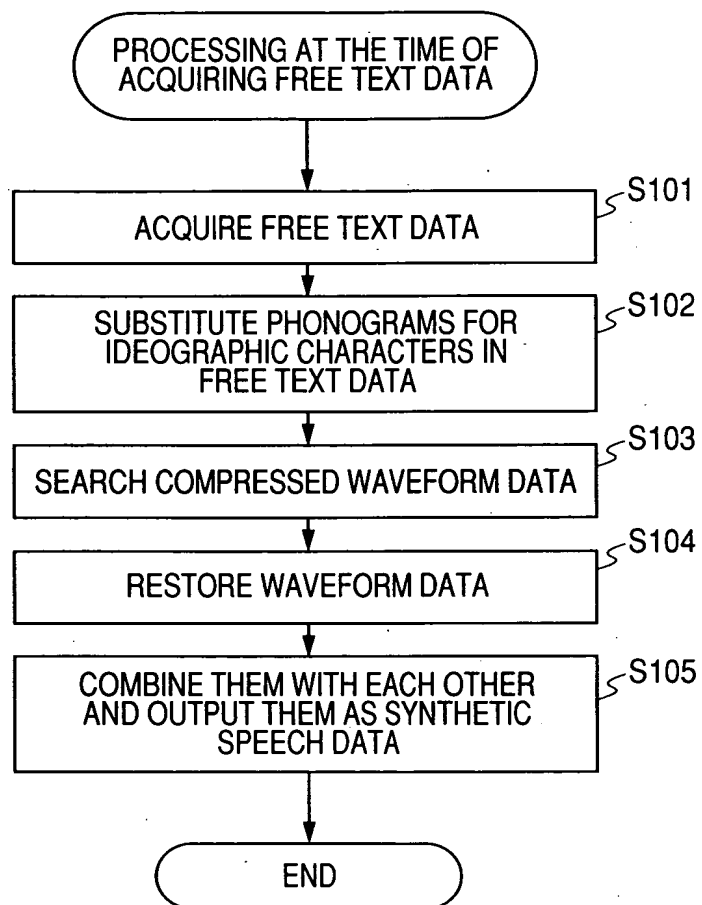 PROCESSING AT THE TIME OF
ACQUIRING FREE TEXT DATA
S101
ACQUIRE FREE TEXT DATA
S102
SUBSTITUTE PHONOGRAMS FOR
IDEOGRAPHIC CHARACTERS IN
FREE TEXT DATA
S103
SEARCH COMPRESSED WAVEFORM DATA
S104
RESTORE WAVEFORM DATA
S105
COMBINE THEM WITH EACH OTHER
AND OUTPUT THEM AS SYNTHETIC
SPEECH DATA
END